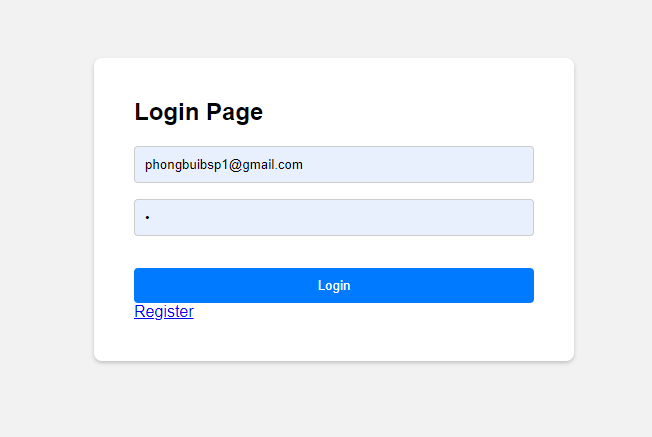 Login Page
phongbuibsp1@gmail.com
•
Login
Register